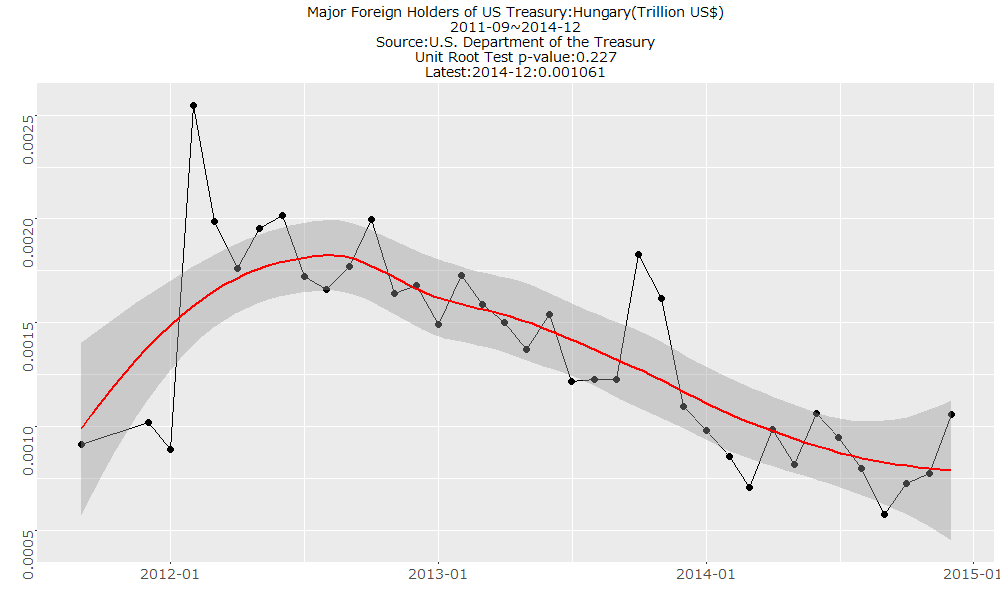 Major Foreign Holders of US Treasury:Hungary(Trillion US$)
2011-09~2014-12
Source:U.S. Department of the Treasury
Unit Root Test p-value:0.227
Latest:2014-12:0.001061
0.0025
0.0020
0.0015
0.0010
0.0005
2012-01
2013-01
2014-01
2015-01